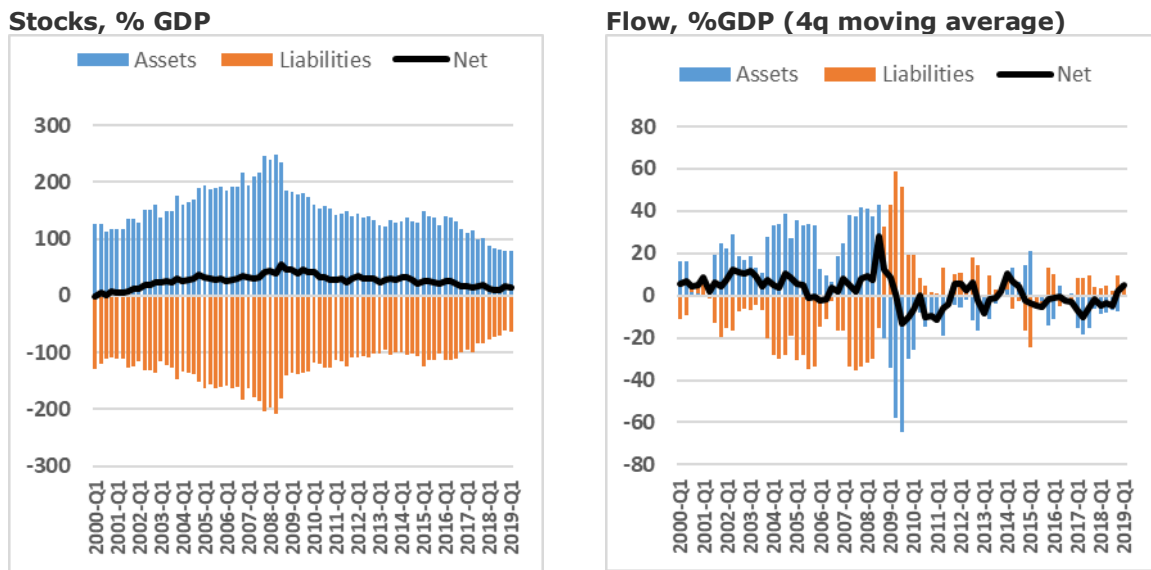 Stocks, % GDP
Assets Liabilities Net
300
200
100
0
-100
-200
-300
2000-Q1
2001-Q1
2002-Q1
2003-Q1
2004-Q1
2005-Q1
2006-Q1
2007-Q1
2008-Q1
2009-Q1
2010-Q1
2011-Q1
2012-Q1
2013-Q1
2014-Q1
2015-Q1
2016-Q1
2017-Q1
2018-Q1
2019-Q1
Flow, %GDP (4q moving average)
Assets Liabilities Net
80
60
40
20
0
-20
-40
-60
-80
2000-Q1
2001-Q1
2002-Q1
2003-Q1
2004-Q1
2005-Q1
2006-Q1
2007-Q1
2008-Q1
2009-Q1
2010-Q1
2011-Q1
2012-Q1
2013-Q1
2014-Q1
2015-Q1
2016-Q1
2017-Q1
2018-Q1
2019-Q1